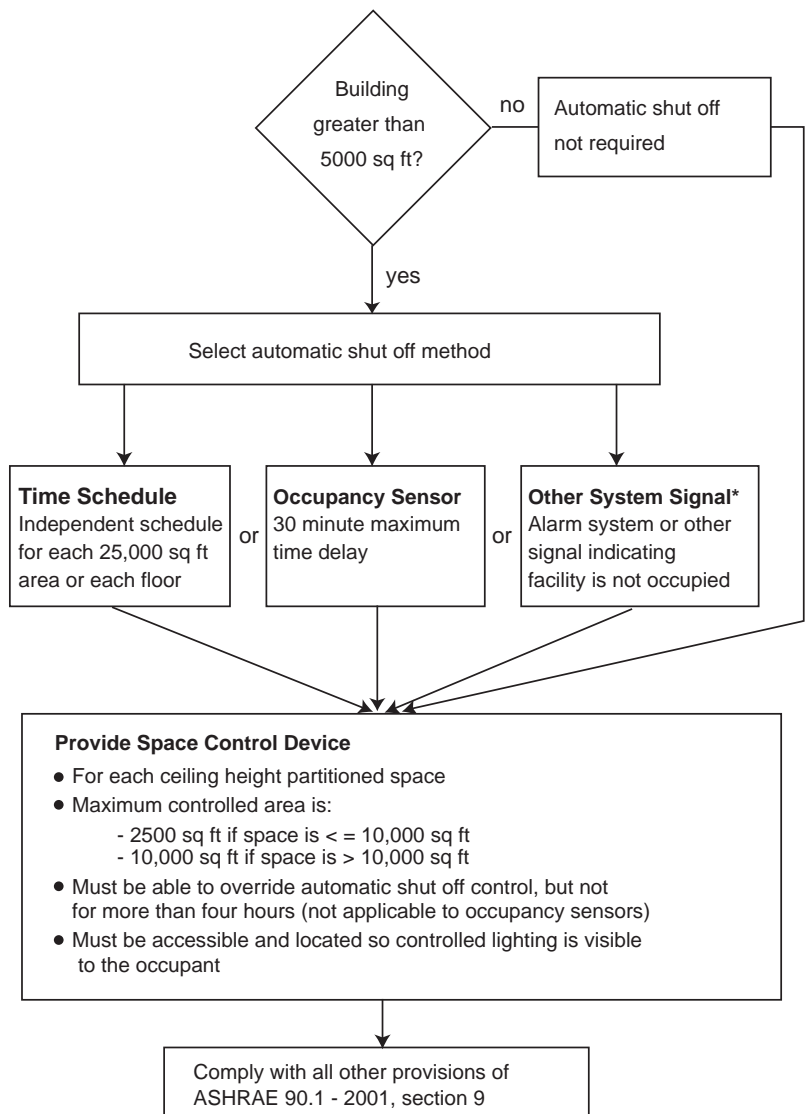 Building
greater than
5000 sq ft?
no
Automatic shut off
not required
yes
Select automatic shut off method
Time Schedule
Independent schedule
for each 25,000 sq ft
area or each floor
or
Occupancy Sensor
30 minute maximum
time delay
or
Other System Signal*
Alarm system or other
signal indicating
facility is not occupied
Provide Space Control Device
● For each ceiling height partitioned space
● Maximum controlled area is:
- 2500 sq ft if space is < = 10,000 sq ft
- 10,000 sq ft if space is > 10,000 sq ft
● Must be able to override automatic shut off control, but not
for more than four hours (not applicable to occupancy sensors)
● Must be accessible and located so controlled lighting is visible
to the occupant
Comply with all other provisions of
ASHRAE 90.1 - 2001, section 9